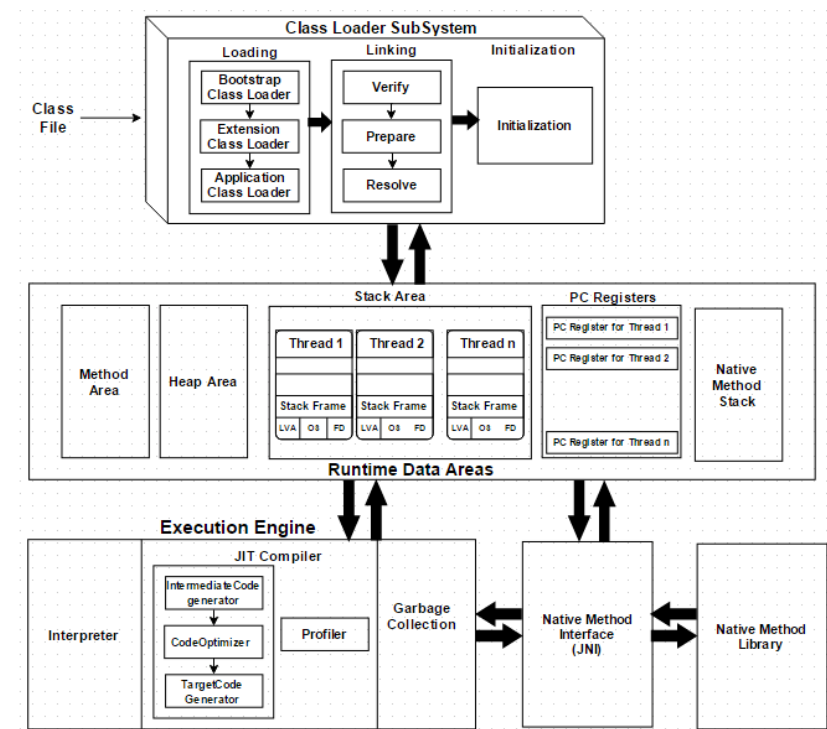 Class Loader SubSystem
Loading
Linking
Initialization
Class
File
Bootstrap
Class Loader
Extension
Class Loader
Application
Class Loader
Verify
Prepare
Resolve
Initialization
Stack Area
PC Registers
Method
Area
Heap Area
Thread 1
Thread 2
Thread n
Stack Frame
Stack Frame
Stack Frame
LVA OS FD
LVA OS FD
LVA OS FD
PC Register for Thread 1
PC Register for Thread 2
PC Register for Thread n
Native
Method
Stack
Runtime Data Areas
Execution Engine
Interpreter
JIT Compiler
IntermediateCode
generator
CodeOptimizer
TargetCode
Generator
Profiler
Garbage
Collection
Native Method
Interface
(JNI)
Native Method
Library